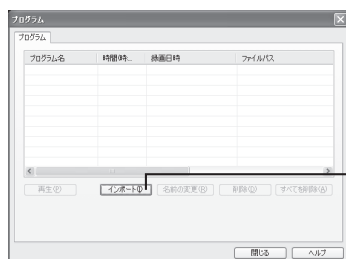 プログラム
プログラム
プログラム名 時間(時... 録画日時 ファイルパス
再生(P) インポート(I) 名前の変更(R) 削除(D) すべてを削除(A)
閉じる ヘルプ